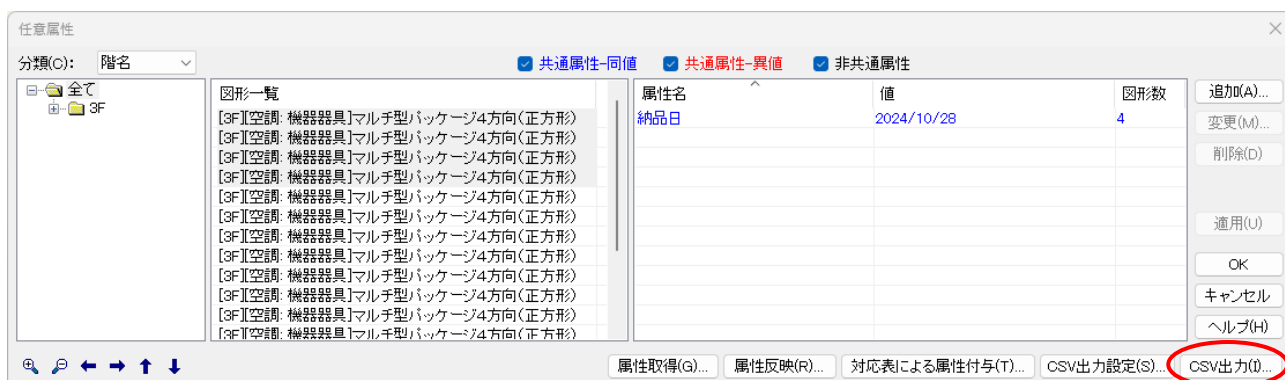 任意属性
分類(C): 階名 共通属性-同値 共通属性-異値 非共通属性
全て
3F
図形一覧
[3F][空調: 機器器具]マルチ型パッケージ4方向(正方形)
[3F][空調: 機器器具]マルチ型パッケージ4方向(正方形)
[3F][空調: 機器器具]マルチ型パッケージ4方向(正方形)
[3F][空調: 機器器具]マルチ型パッケージ4方向(正方形)
[3F][空調: 機器器具]マルチ型パッケージ4方向(正方形)
[3F][空調: 機器器具]マルチ型パッケージ4方向(正方形)
[3F][空調: 機器器具]マルチ型パッケージ4方向(正方形)
[3F][空調: 機器器具]マルチ型パッケージ4方向(正方形)
[3F][空調: 機器器具]マルチ型パッケージ4方向(正方形)
[3F][空調: 機器器具]マルチ型パッケージ4方向(正方形)
[3F][空調: 機器器具]マルチ型パッケージ4方向(正方形)
[3F][空調: 機器器具]マルチ型パッケージ4方向(正方形)
属性名 値 図形数
納品日 2024/10/28 4
追加(A)...
変更(M)...
削除(D)
適用(U)
OK
キャンセル
ヘルプ(H)
属性取得(G)... 属性反映(R)... 対応表による属性付与(T)... CSV出力設定(S)... CSV出力(I)...